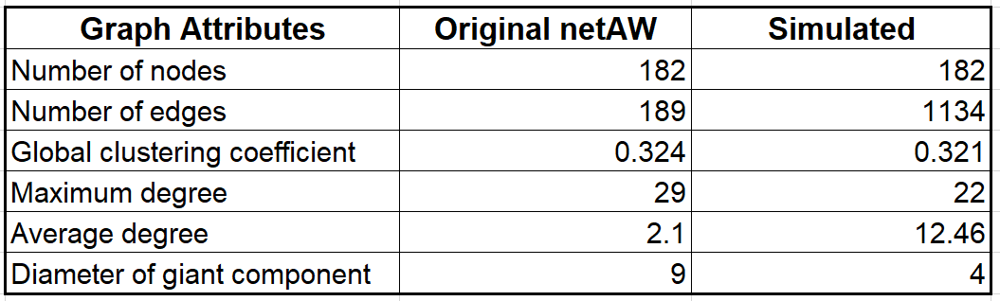 Graph Attributes Original netAW Simulated
Number of nodes 182 182
Number of edges 189 1134
Global clustering coefficient 0.324 0.321
Maximum degree 29 22
Average degree 2.1 12.46
Diameter of giant component 9 4